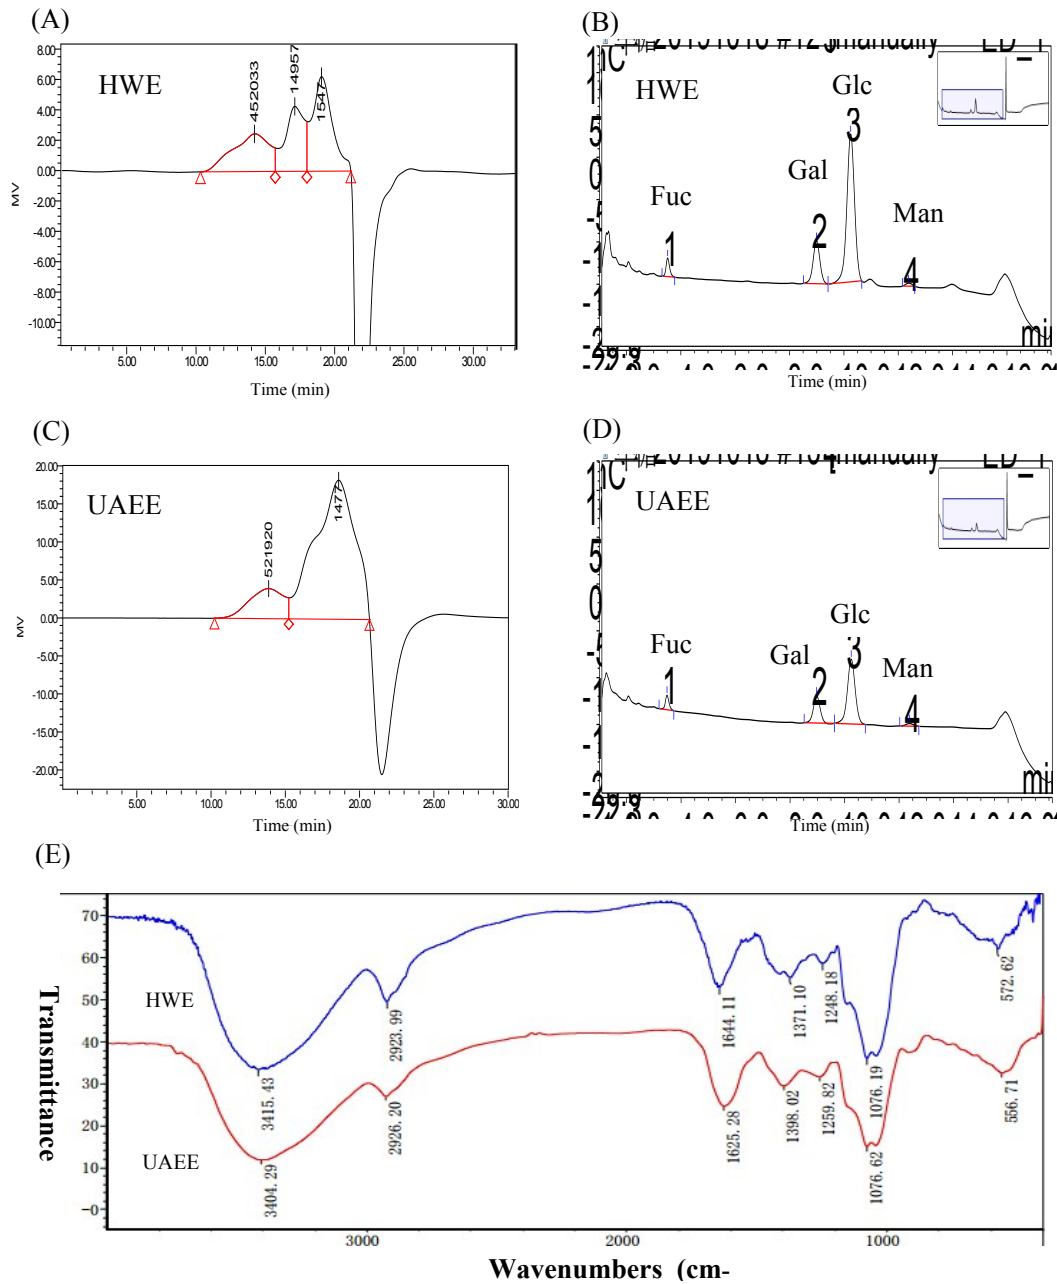 (A)
HWE
452033
14957
1547
8.00
6.00
4.00
2.00
0.00
-2.00
-4.00
-6.00
-8.00
-10.00
MV
5.00 10.00 15.00 20.00 25.00 30.00
Time (min)
(B)
HWE
Fuc
Gal
Glc
Man
1
2
3
4
Time (min)
(C)
UAEE
521920
1477
20.00
15.00
10.00
5.00
0.00
-5.00
-10.00
-15.00
-20.00
MV
5.00 10.00 15.00 20.00 25.00 30.00
Time (min)
(D)
UAEE
Fuc
Gal
Glc
Man
1
2
3
4
Time (min)
(E)
Transmittance
70
60
50
40
30
20
10
-0
HWE
3415.43
2923.99
1644.11
1371.10
1248.18
1076.19
572.62
UAEE
3404.29
2926.20
1625.28
1398.02
1259.82
1076.62
556.71
3000 2000 1000
Wavenumbers (cm-